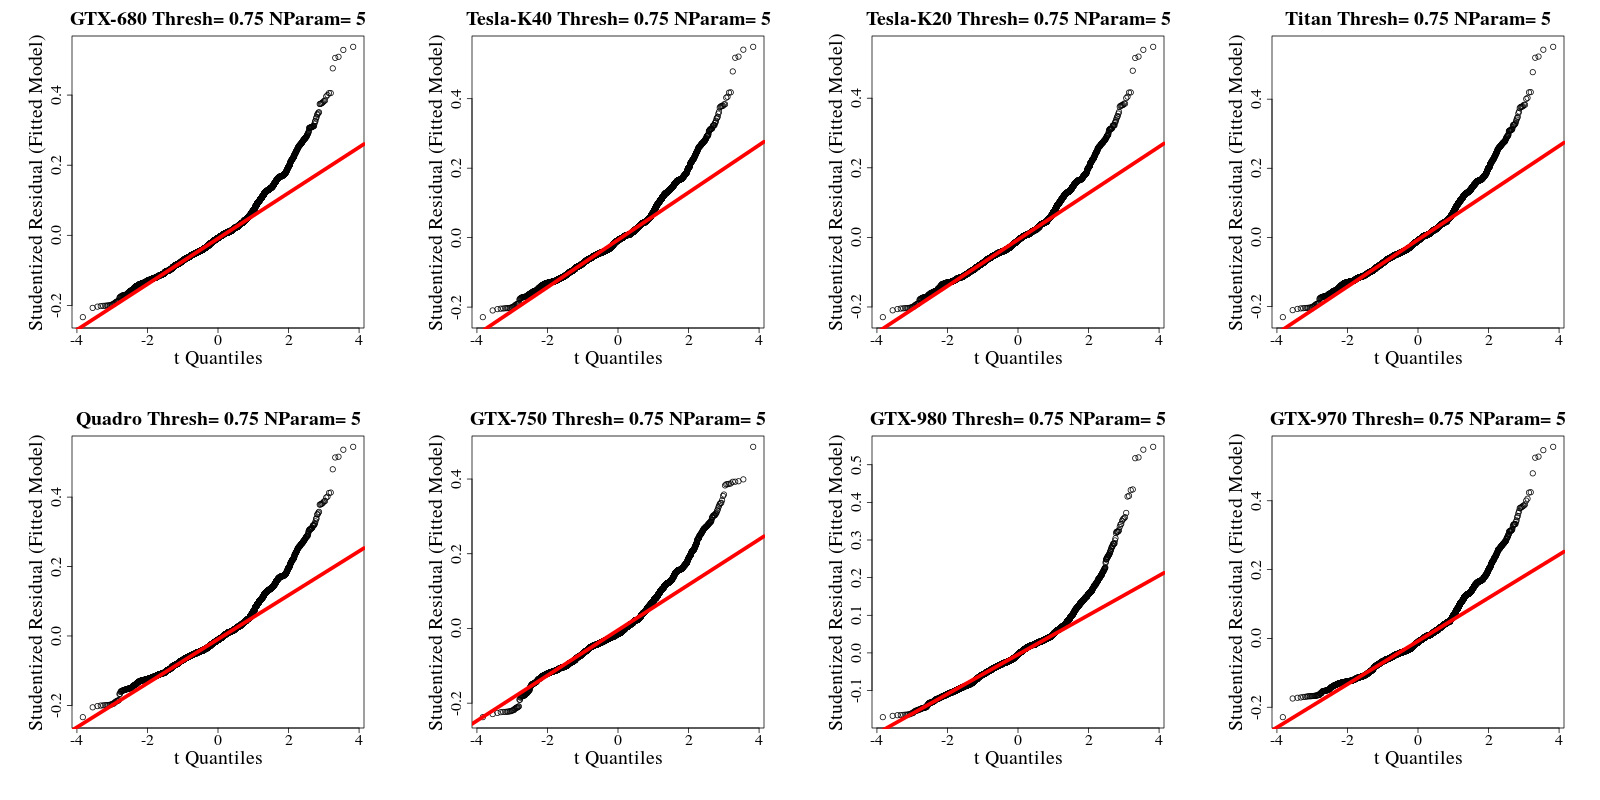 GTX-680 Thresh= 0.75 NParam= 5
Studentized Residual (Fitted Model)
-0.2 0.0 0.2 0.4
-4 -2 0 2 4
t Quantiles
Tesla-K40 Thresh= 0.75 NParam= 5
Studentized Residual (Fitted Model)
-0.2 0.0 0.2 0.4
-4 -2 0 2 4
t Quantiles
Tesla-K20 Thresh= 0.75 NParam= 5
Studentized Residual (Fitted Model)
-0.2 0.0 0.2 0.4
-4 -2 0 2 4
t Quantiles
Titan Thresh= 0.75 NParam= 5
Studentized Residual (Fitted Model)
-0.2 0.0 0.2 0.4
-4 -2 0 2 4
t Quantiles
Quadro Thresh= 0.75 NParam= 5
Studentized Residual (Fitted Model)
-0.2 0.0 0.2 0.4
-4 -2 0 2 4
t Quantiles
GTX-750 Thresh= 0.75 NParam= 5
Studentized Residual (Fitted Model)
-0.2 0.0 0.2 0.4
-4 -2 0 2 4
t Quantiles
GTX-980 Thresh= 0.75 NParam= 5
Studentized Residual (Fitted Model)
-0.1 0.0 0.1 0.2 0.3 0.4 0.5
-4 -2 0 2 4
t Quantiles
GTX-970 Thresh= 0.75 NParam= 5
Studentized Residual (Fitted Model)
-0.2 0.0 0.2 0.4
-4 -2 0 2 4
t Quantiles